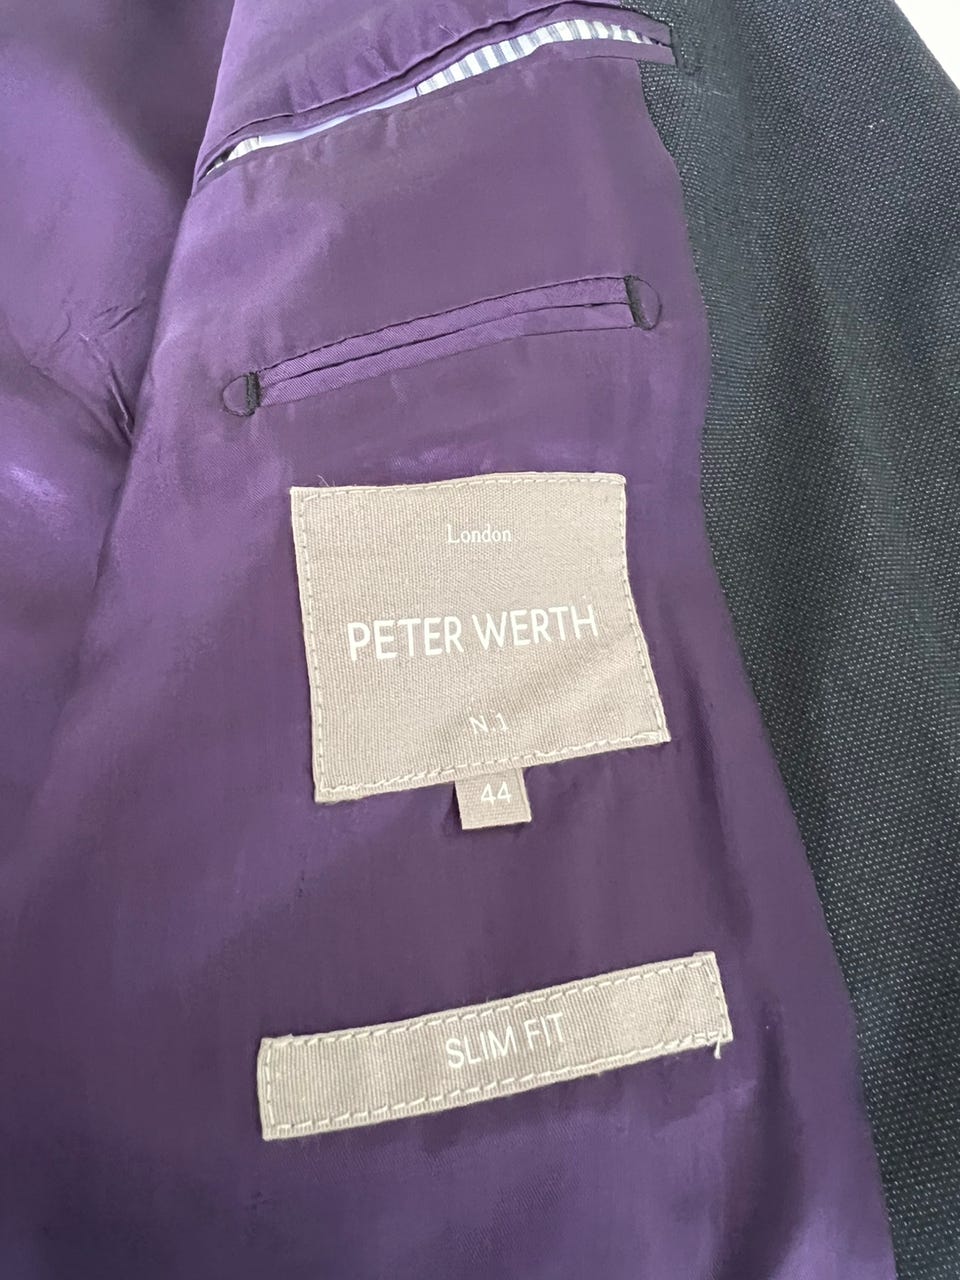 London
PETER WERTH
N.1
44
SLIM FIT